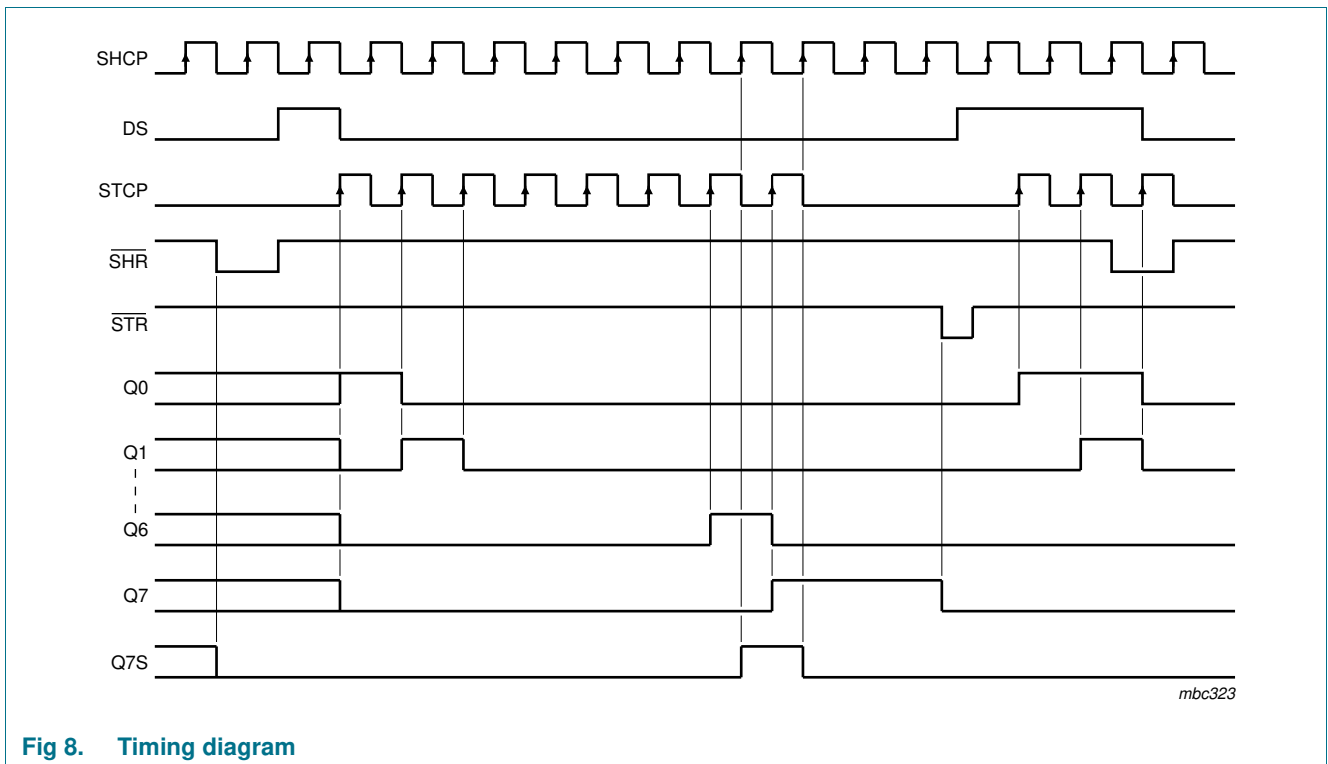 SHCP
DS
STCP
SHR
STR
Q0
Q1
Q6
Q7
Q7S
mbc323
Fig 8. Timing diagram